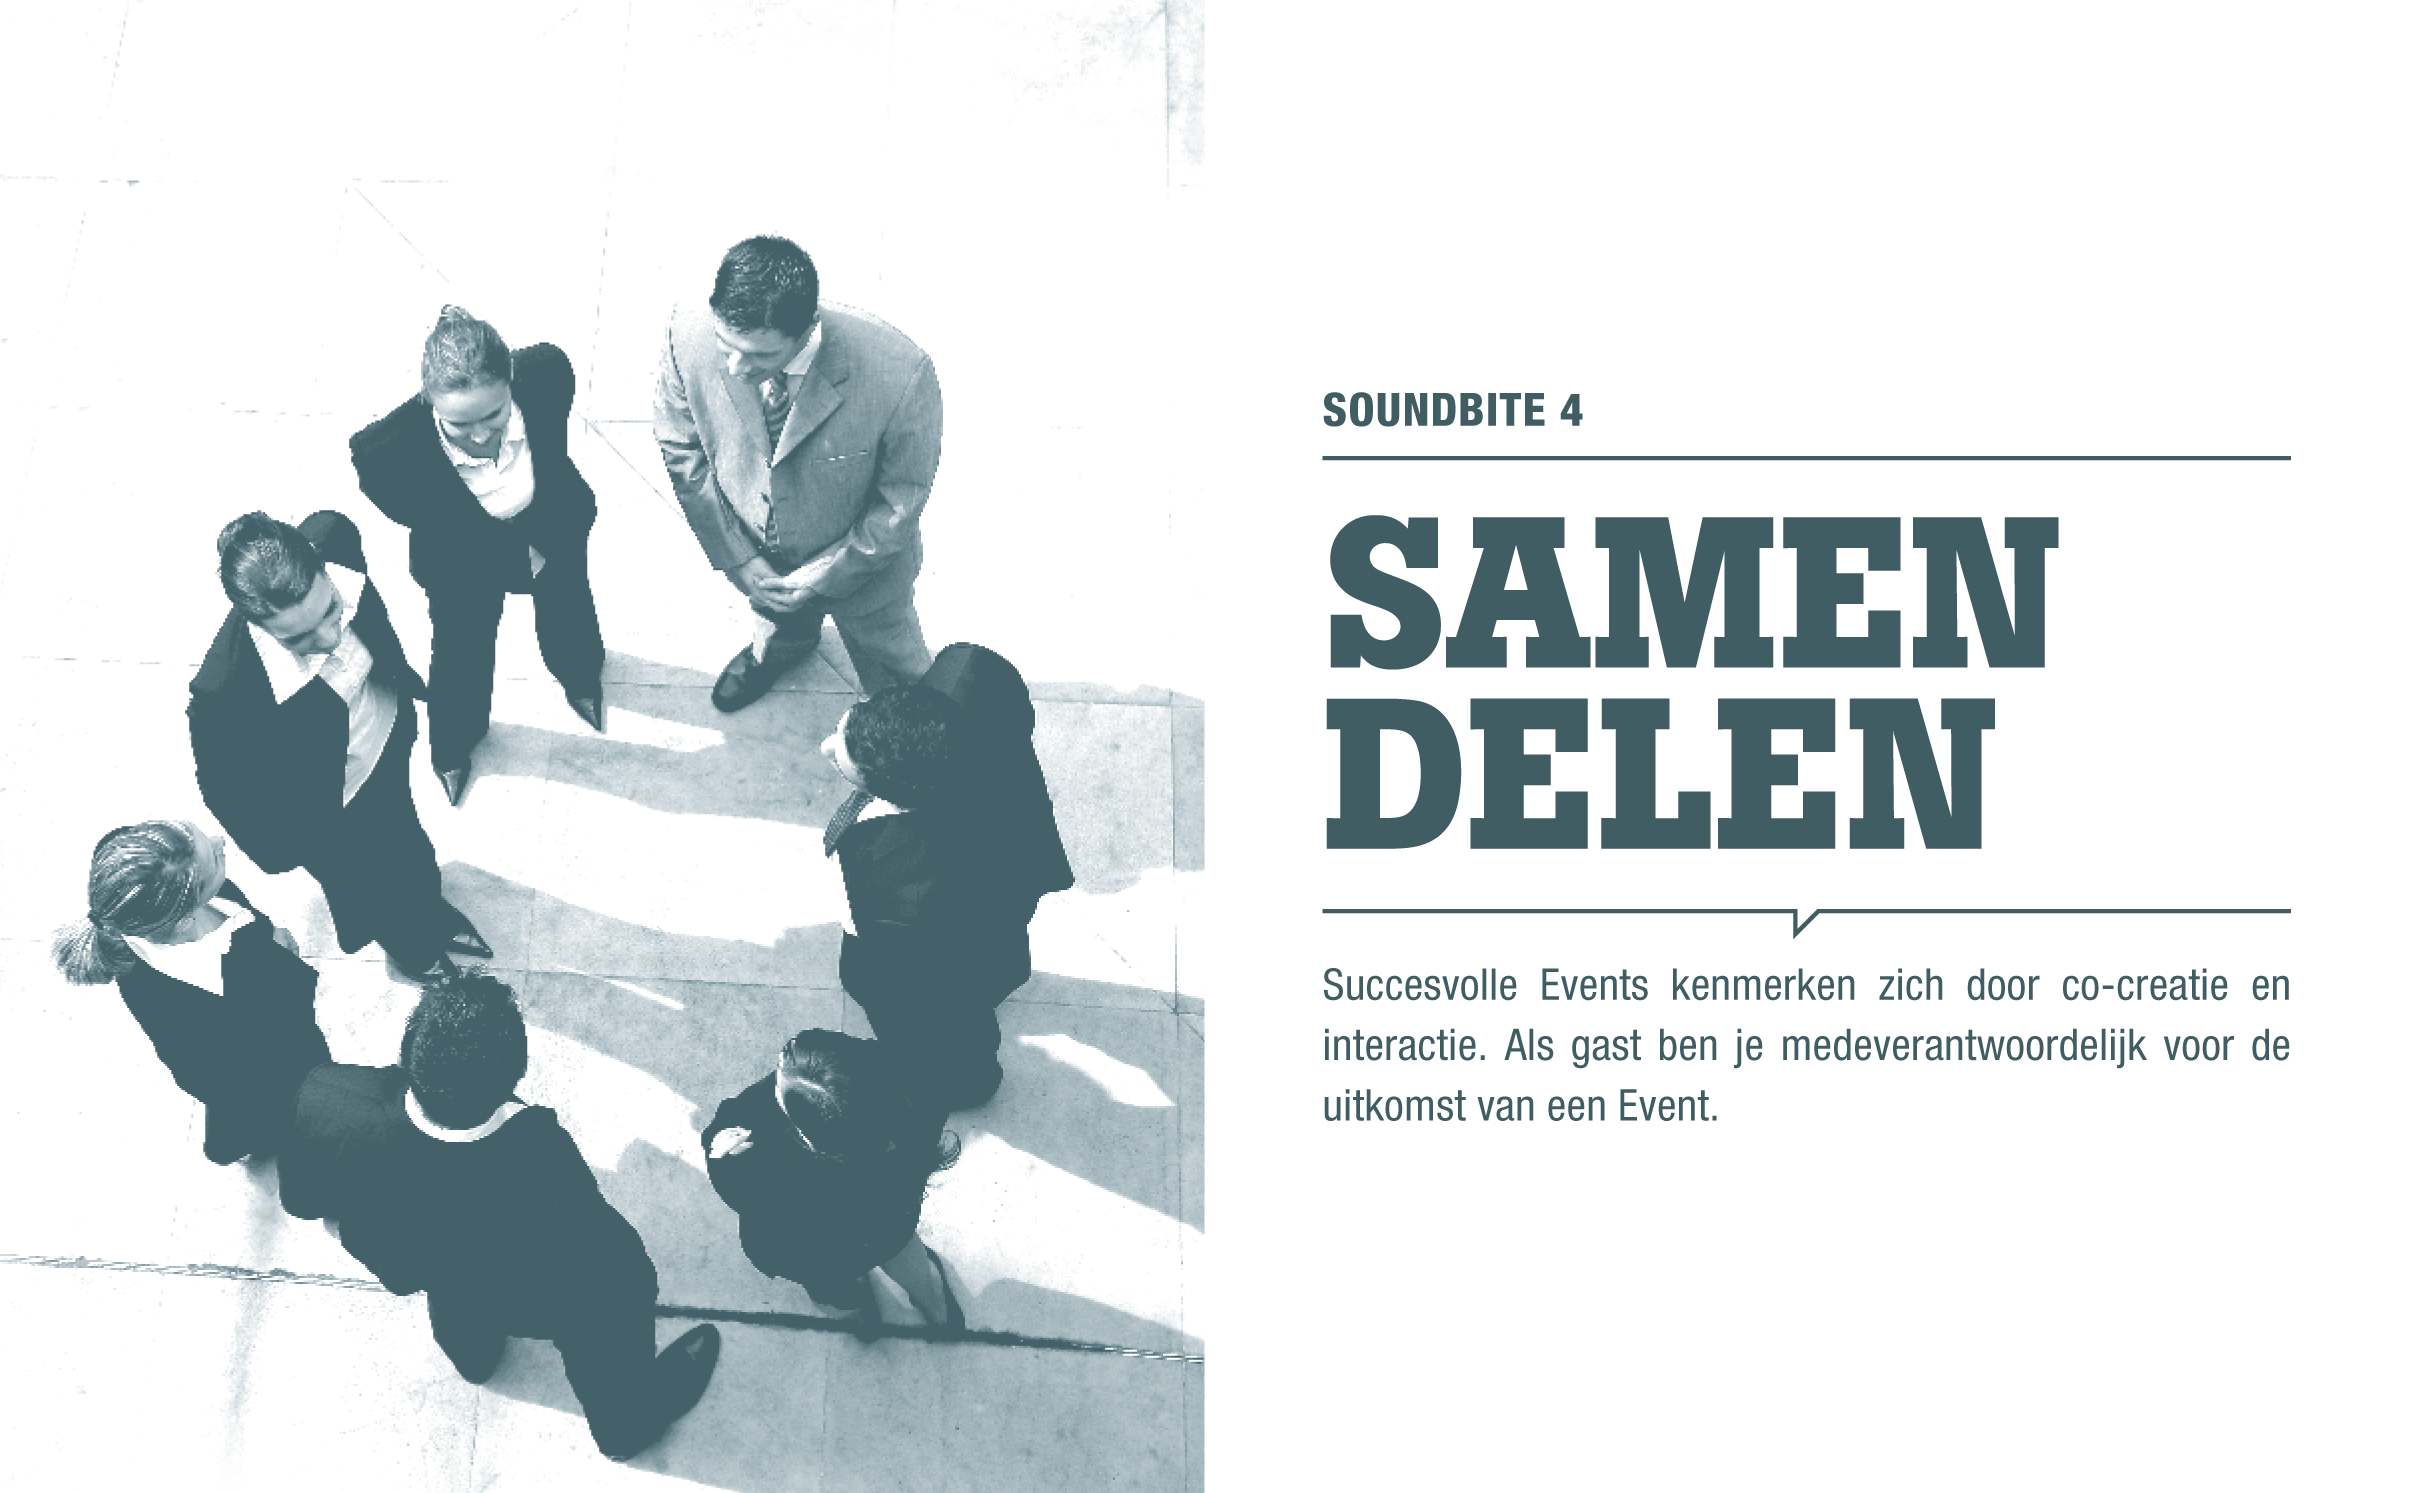 SOUNDBITE 4
SAMEN
DELEN
Succesvolle Events kenmerken zich door co-creatie en
interactie. Als gast ben je medeverantwoordelijk voor de
uitkomst van een Event.